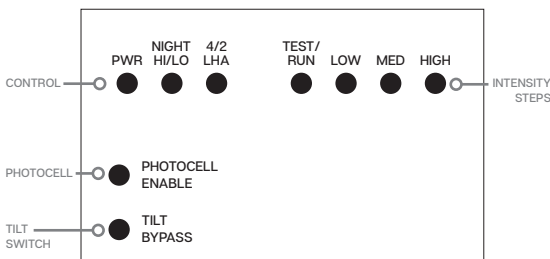 PWR
NIGHT
HI/LO
4/2
LHA
TEST/
RUN
LOW
MED
HIGH
CONTROL
INTENSITY
STEPS
PHOTOCELL
PHOTOCELL
ENABLE
TILT
SWITCH
TILT
BYPASS